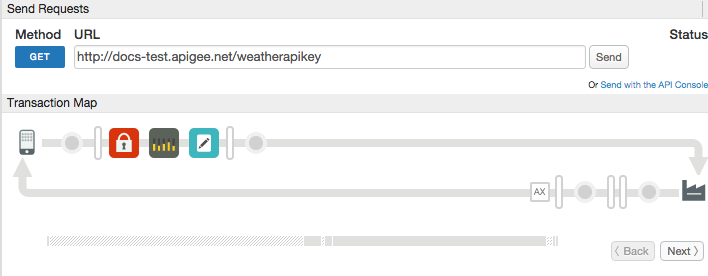 Send Requests
Method URL Status
GET http://docs-test.apigee.net/weatherapikey Send
Or Send with the API Console
Transaction Map
AX
Back Next